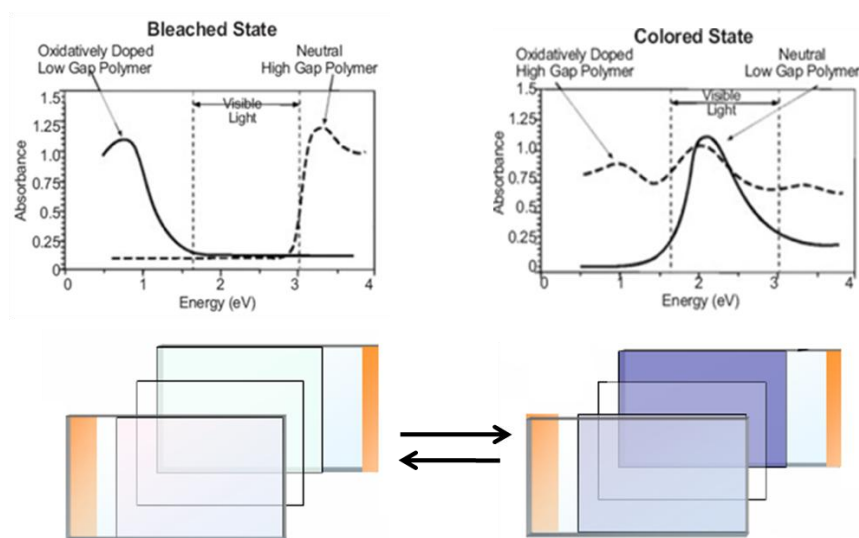 Bleached State
Oxidatively Doped
Low Gap Polymer
Neutral
High Gap Polymer
Visible
Light
1.5
1.25
1.0
0.75
0.5
0.25
0
Absorbance
0 1 2 3 4
Energy (eV)
Colored State
Oxidatively Doped
High Gap Polymer
Neutral
Low Gap Polymer
Visible
Light
1.5
1.25
1.0
0.75
0.5
0.25
0
Absorbance
0 1 2 3 4
Energy (eV)